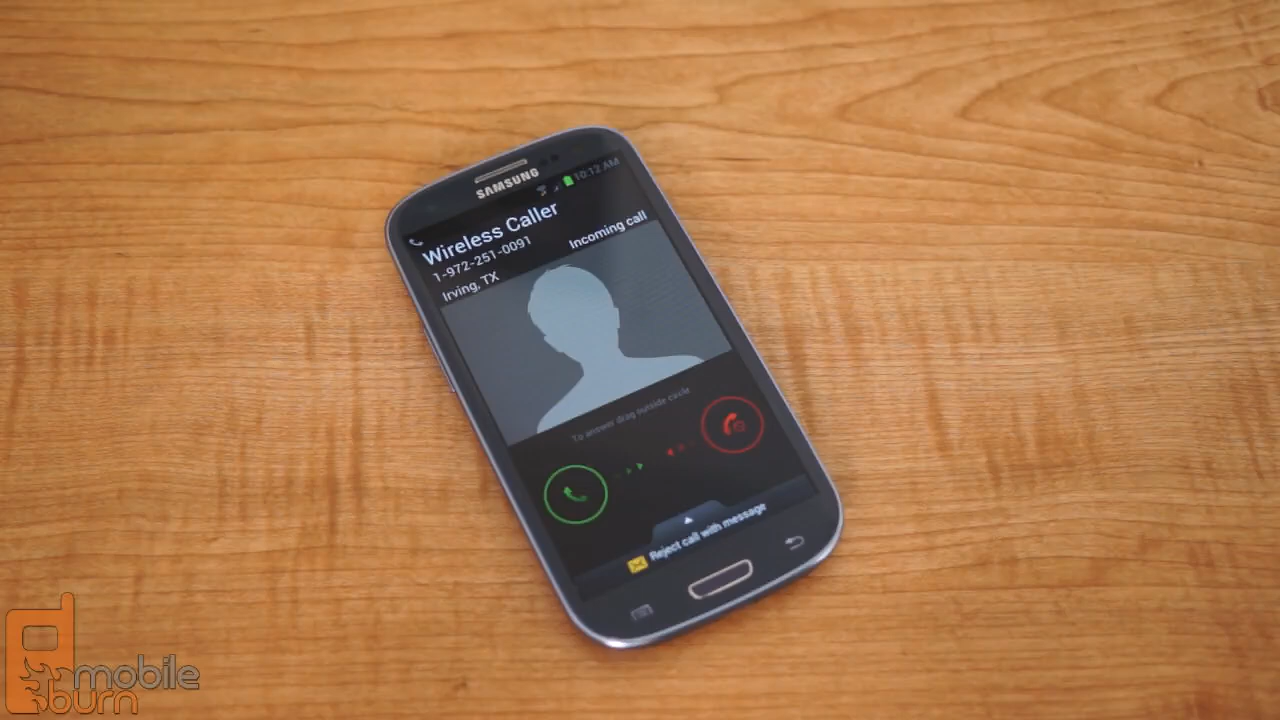 SAMSUNG
10:12 AM
Wireless Caller
1-972-251-0091
Incoming call
Irving, TX
To answer drag outside circle
Reject call with message
mobile
burn